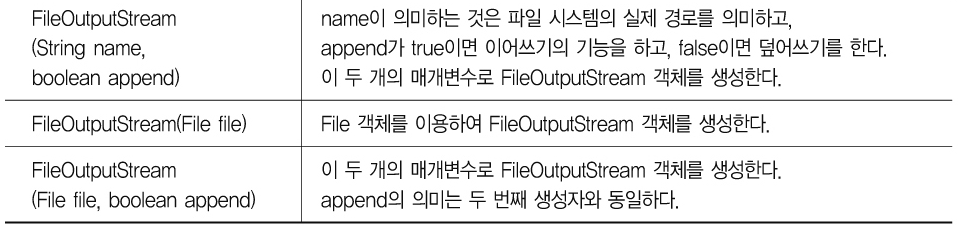 FileOutputStream
(String name,
boolean append)
name이 의미하는 것은 파일 시스템의 실제 경로를 의미하고,
append가 true이면 이어쓰기의 기능을 하고, false이면 덮어쓰기를 한다.
이 두 개의 매개변수로 FileOutputStream 객체를 생성한다.
FileOutputStream(File file)
File 객체를 이용하여 FileOutputStream 객체를 생성한다.
FileOutputStream
(File file, boolean append)
이 두 개의 매개변수로 FileOutputStream 객체를 생성한다.
append의 의미는 두 번째 생성자와 동일하다.